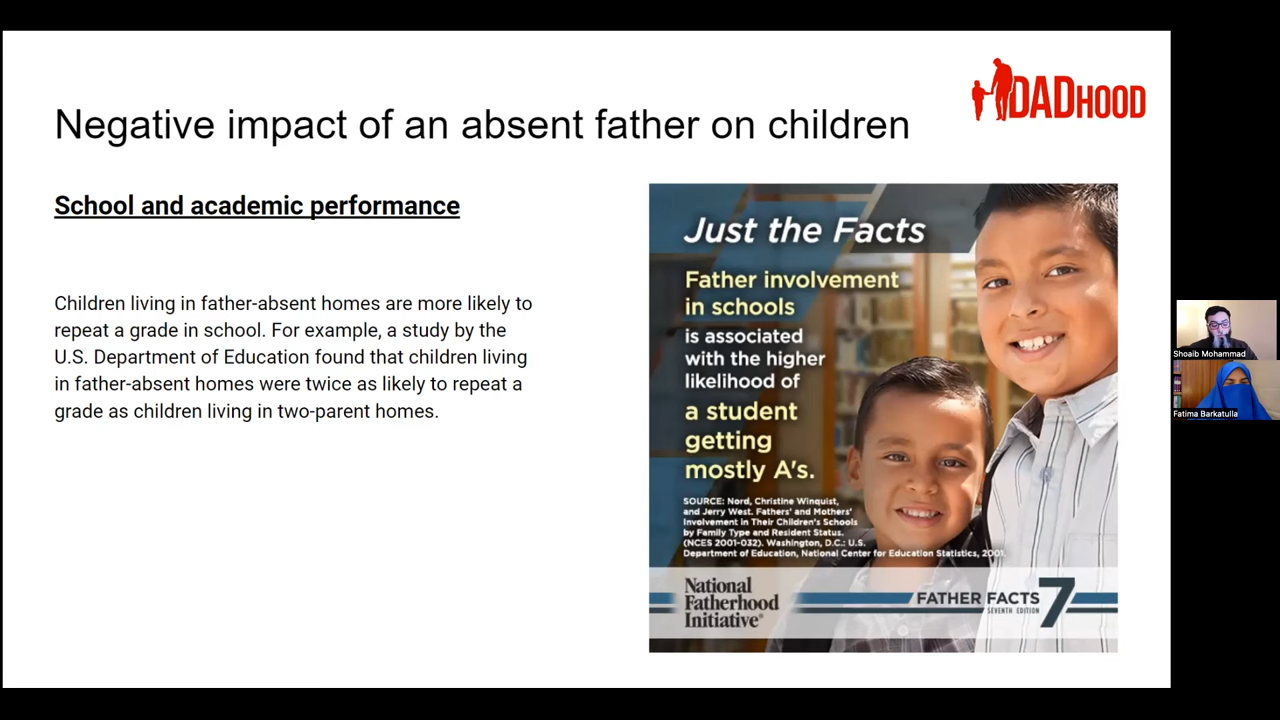 DADHOOD
Negative impact of an absent father on children
School and academic performance
Children living in father-absent homes are more likely to
repeat a grade in school. For example, a study by the
U.S. Department of Education found that children living
in father-absent homes were twice as likely to repeat a
grade as children living in two-parent homes.
Just the Facts
Father involvement
in schools
is associated
with the higher
likelihood of
a student
getting
mostly A's.
SOURCE: Nord, Christine Winquist,
and Jerry West. Fathers' and Mothers'
Involvement in Their Children's Schools
by Family Type and Resident Status.
(NCES 2001-032). Washington, D.C.: U.S.
Department of Education, National Center for Education Statistics, 2001.
National
Fatherhood
Initiative®
FATHER FACTS 7
SEVENTH EDITION
Shoaib Mohammad
Fatima Barkatulla